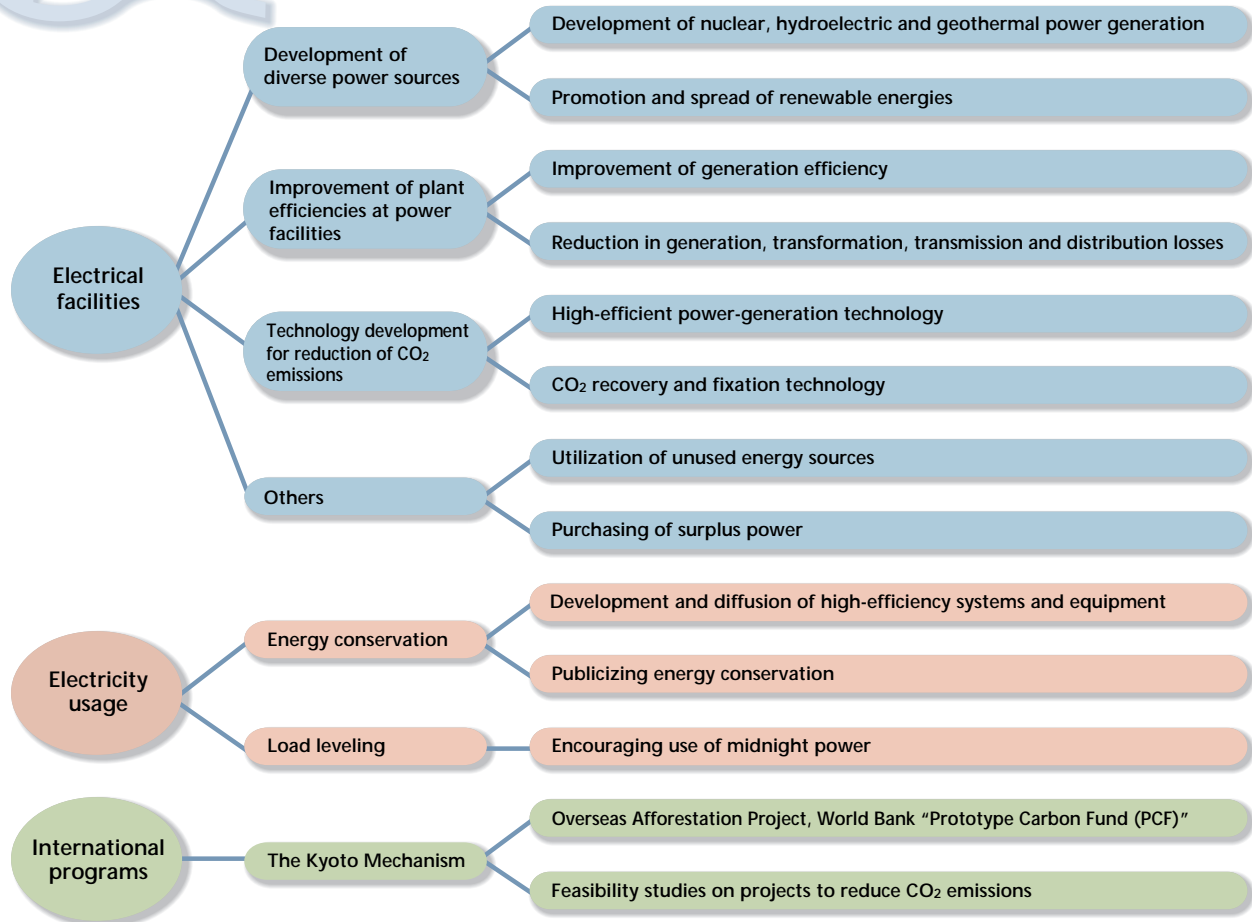 Electrical
facilities
Development of
diverse power sources
Development of nuclear, hydroelectric and geothermal power generation
Promotion and spread of renewable energies
Improvement of plant
efficiencies at power
facilities
Improvement of generation efficiency
Reduction in generation, transformation, transmission and distribution losses
Technology development
for reduction of CO₂
emissions
High-efficient power-generation technology
CO₂ recovery and fixation technology
Others
Utilization of unused energy sources
Purchasing of surplus power
Electricity
usage
Energy conservation
Development and diffusion of high-efficiency systems and equipment
Publicizing energy conservation
Load leveling
Encouraging use of midnight power
International
programs
The Kyoto Mechanism
Overseas Afforestation Project, World Bank “Prototype Carbon Fund (PCF)”
Feasibility studies on projects to reduce CO₂ emissions